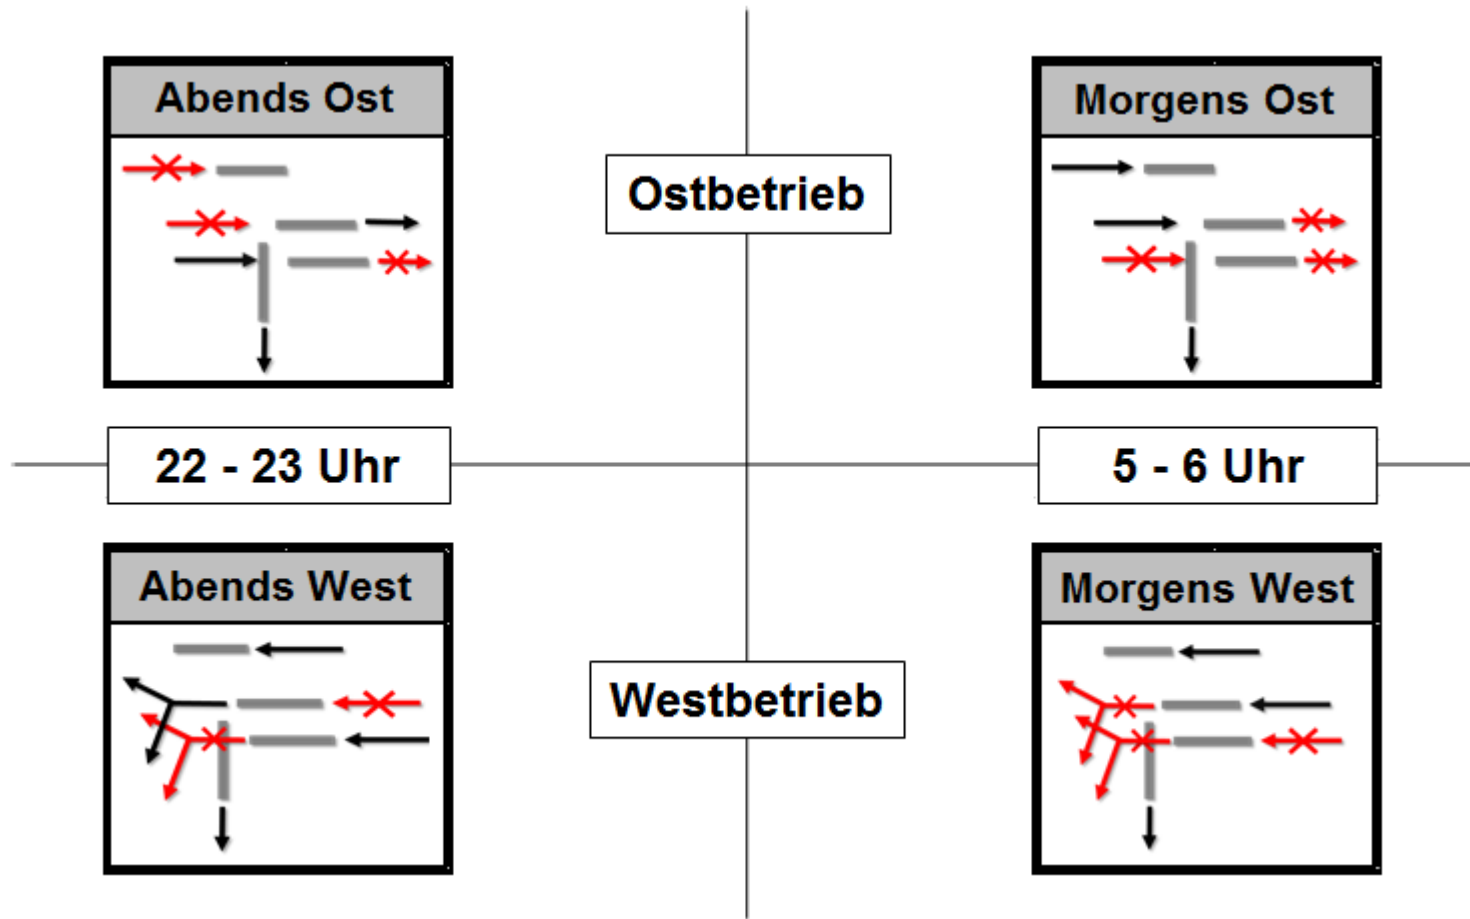 Abends Ost
Morgens Ost
Ostbetrieb
22 - 23 Uhr
5 - 6 Uhr
Abends West
Morgens West
Westbetrieb